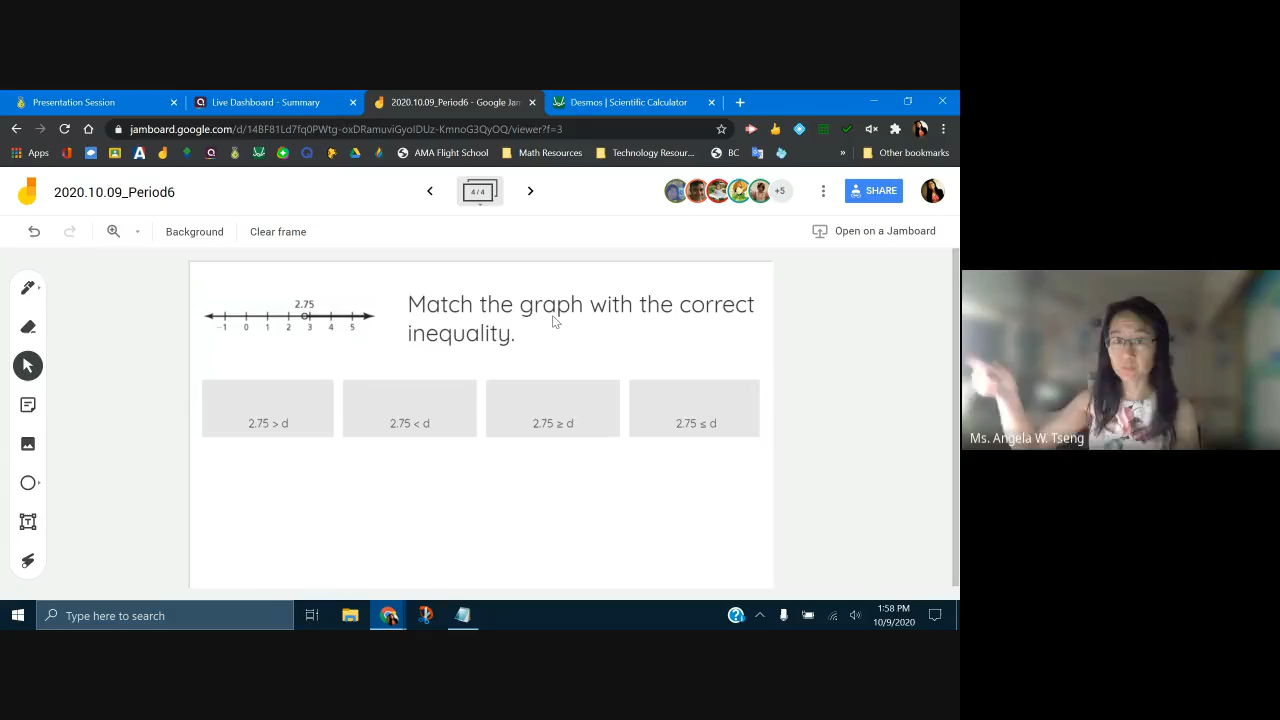 Presentation Session
Live Dashboard - Summary
2020.10.09_Period6 - Google Jam
Desmos | Scientific Calculator
jamboard.google.com/d/14BF81Ld7fq0PWtg-oxDRamuviGyoIDUz-KmnoG3QyOQ/viewer?f=3
Apps
AMA Flight School
Math Resources
Technology Resour...
BC
»
Other bookmarks
2020.10.09_Period6
4 / 4
+5
SHARE
Background
Clear frame
Open on a Jamboard
2.75
-1 0 1 2 3 4 5
Match the graph with the correct
inequality.
2.75 > d
2.75 < d
2.75 ≥ d
2.75 ≤ d
Ms. Angela W. Tseng
Type here to search
1:58 PM
10/9/2020